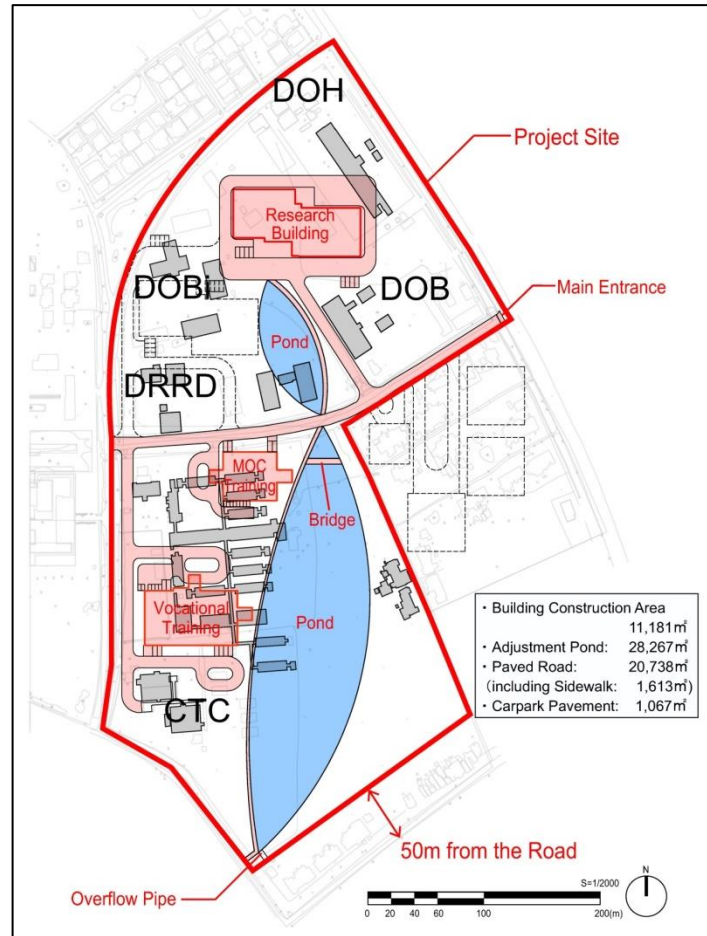 DOH
Project Site
Research
Building
DOBi
DOB
Main Entrance
Pond
DRRD
MOC
Training
Bridge
Vocational
Training
Pond
・Building Construction Area
11,181㎡
・Adjustment Pond: 28,267㎡
・Paved Road: 20,738㎡
(including Sidewalk: 1,613㎡)
・Carpark Pavement: 1,067㎡
CTC
50m from the Road
Overflow Pipe
S=1/2000
N
0 20 40 60 100 200(m)